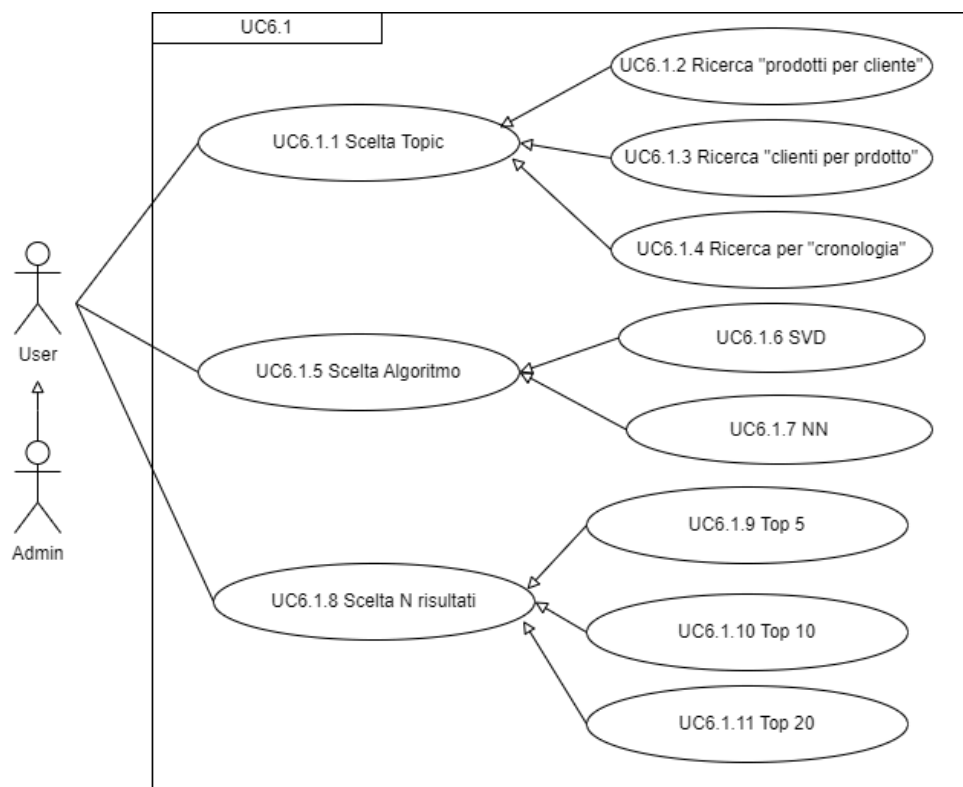 UC6.1
UC6.1.2 Ricerca "prodotti per cliente"
UC6.1.1 Scelta Topic
UC6.1.3 Ricerca "clienti per prdotto"
UC6.1.4 Ricerca per "cronologia"
User
UC6.1.6 SVD
UC6.1.5 Scelta Algoritmo
UC6.1.7 NN
Admin
UC6.1.9 Top 5
UC6.1.8 Scelta N risultati
UC6.1.10 Top 10
UC6.1.11 Top 20